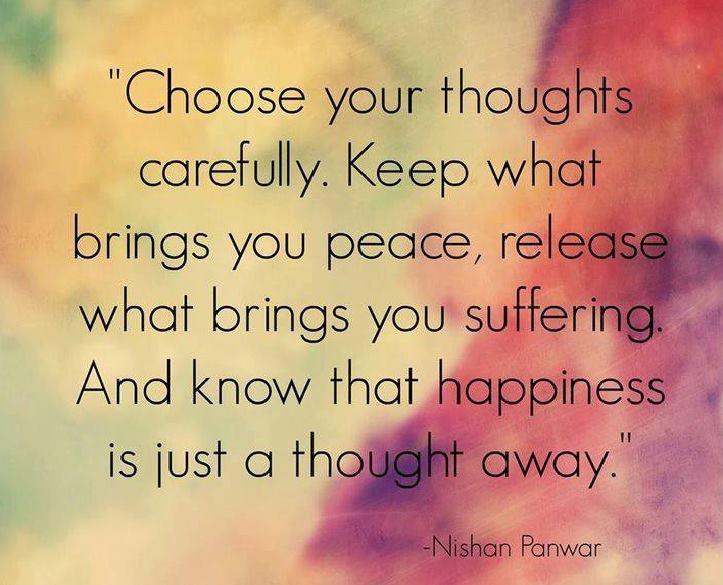 "Choose your thoughts
carefully. Keep what
brings you peace, release
what brings you suffering.
And know that happiness
is just a thought away."
-Nishan Panwar